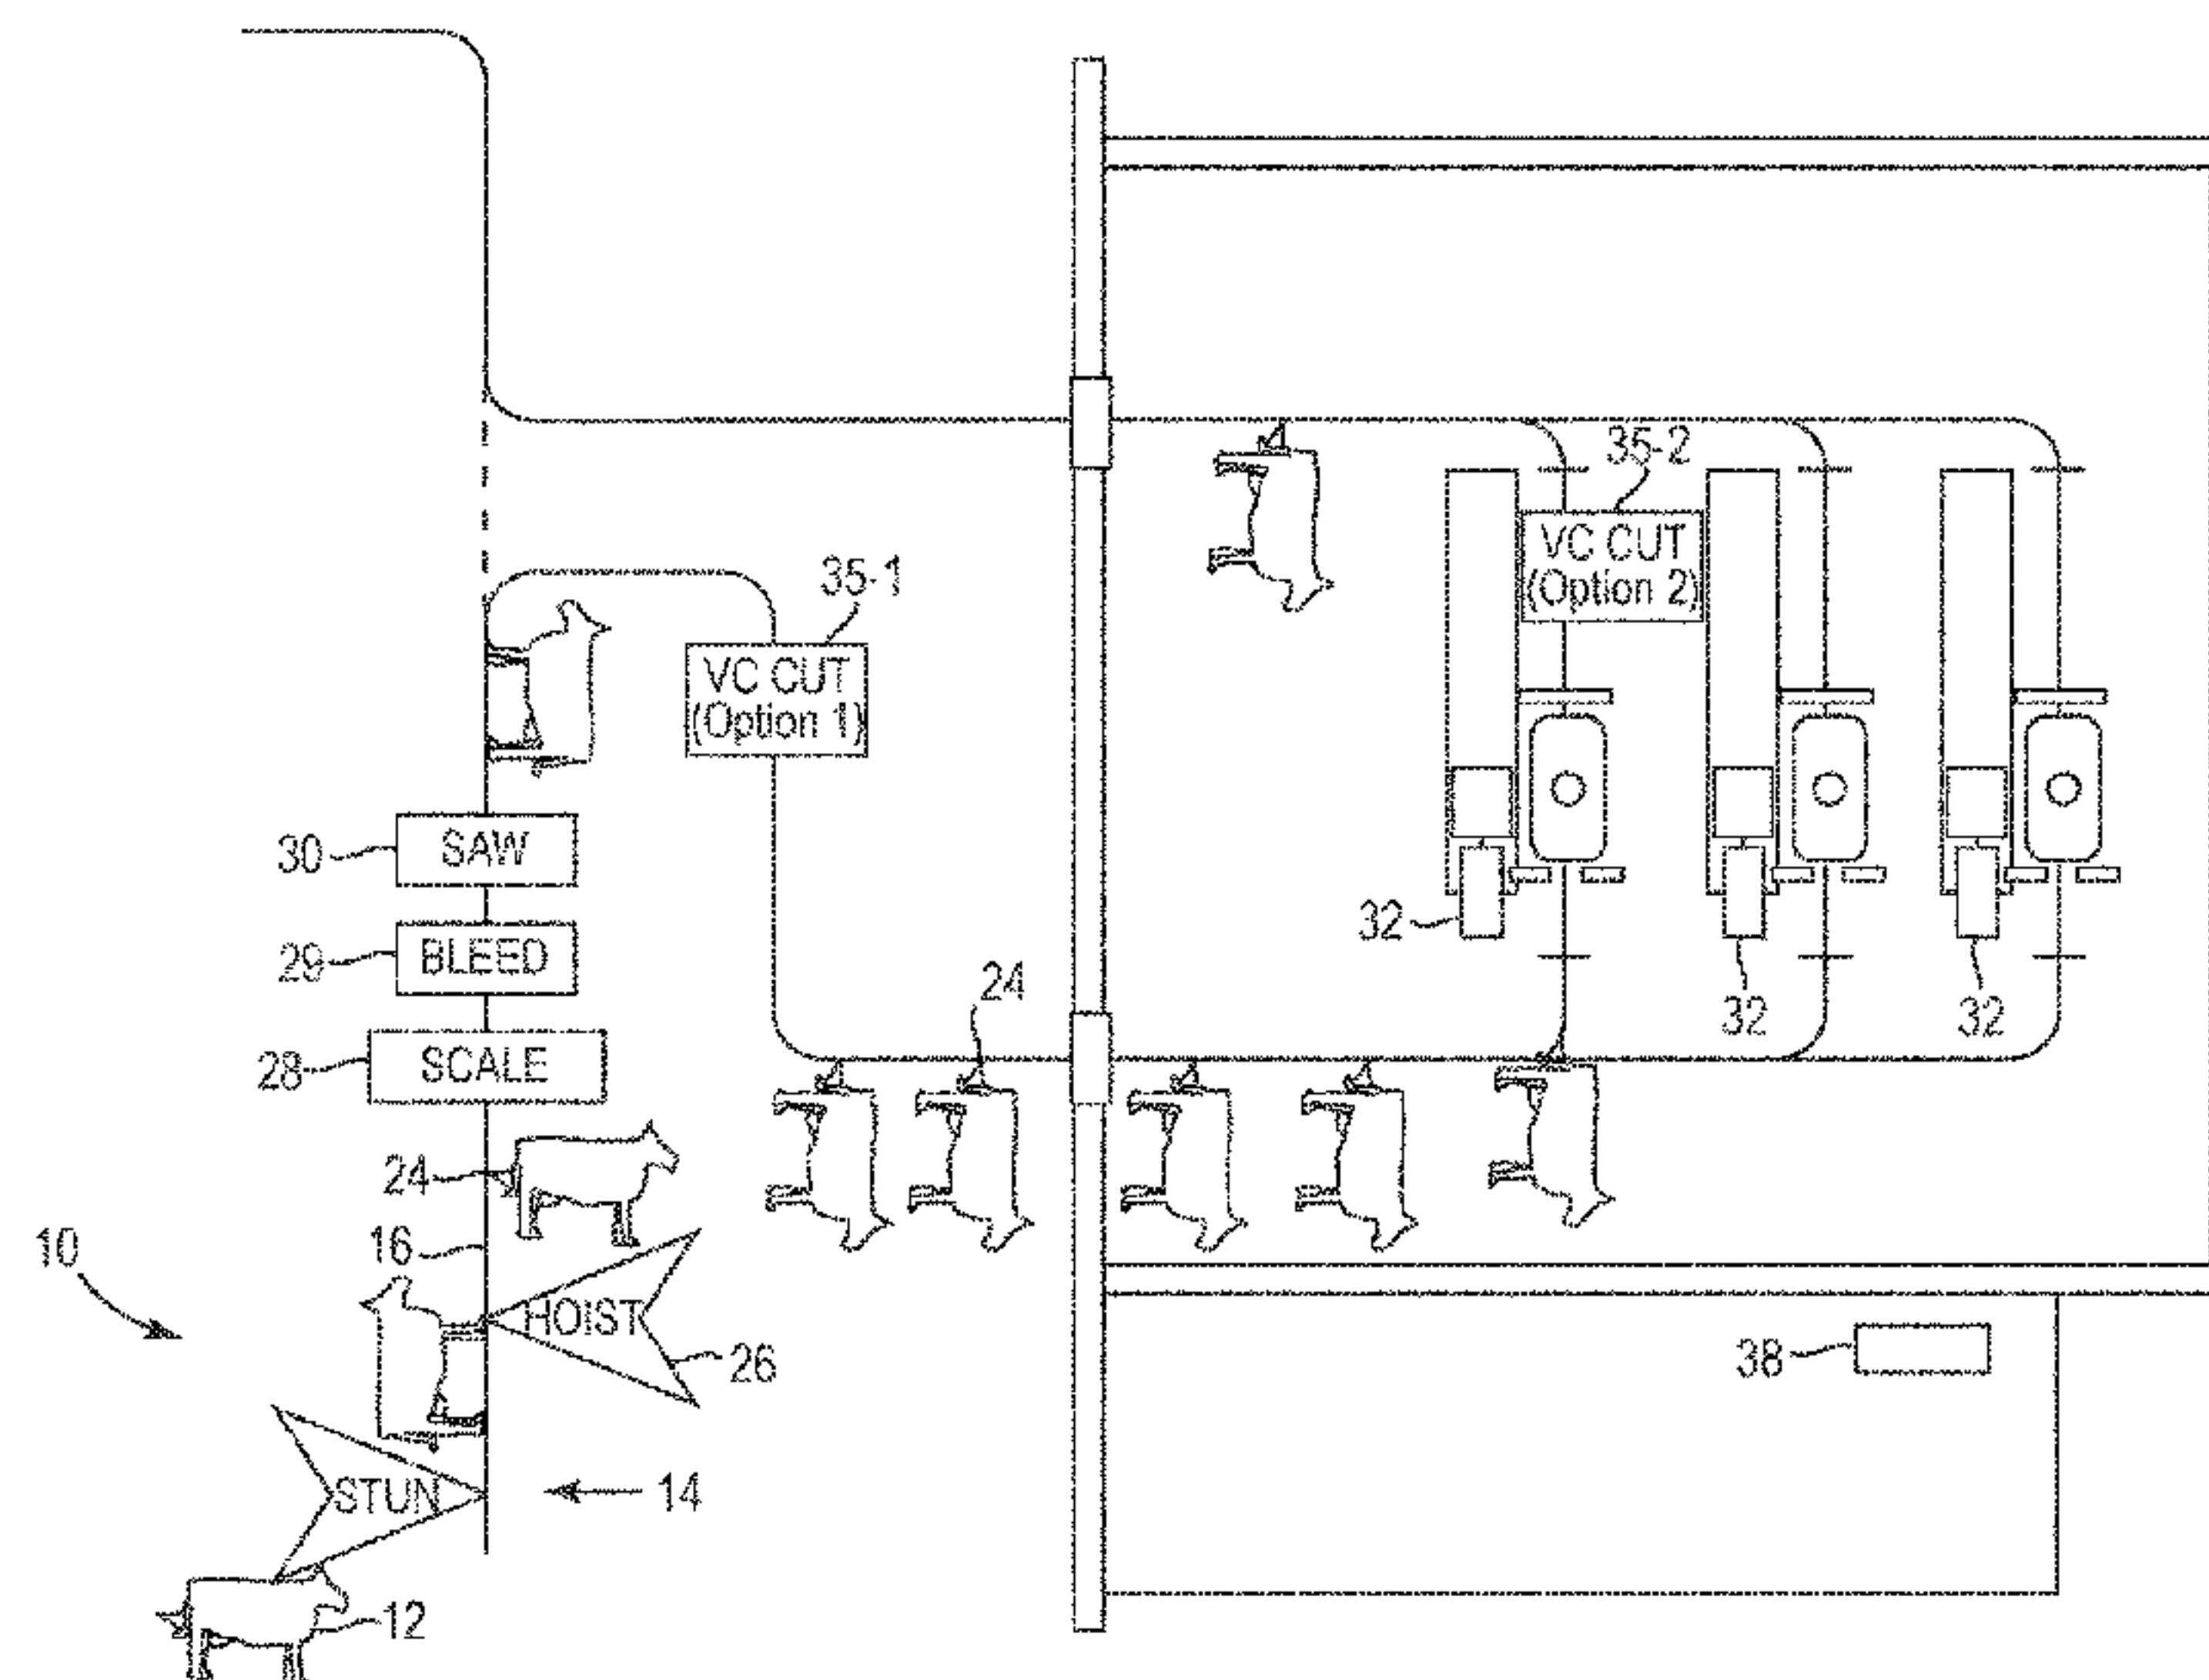 35-2
VC CUT
(Option 2)
35-1
VC CUT
(Option 1)
30
SAW
29
BLEED
28
SCALE
32
32
32
24
24
16
10
HOIST
26
38
STUN
14
12